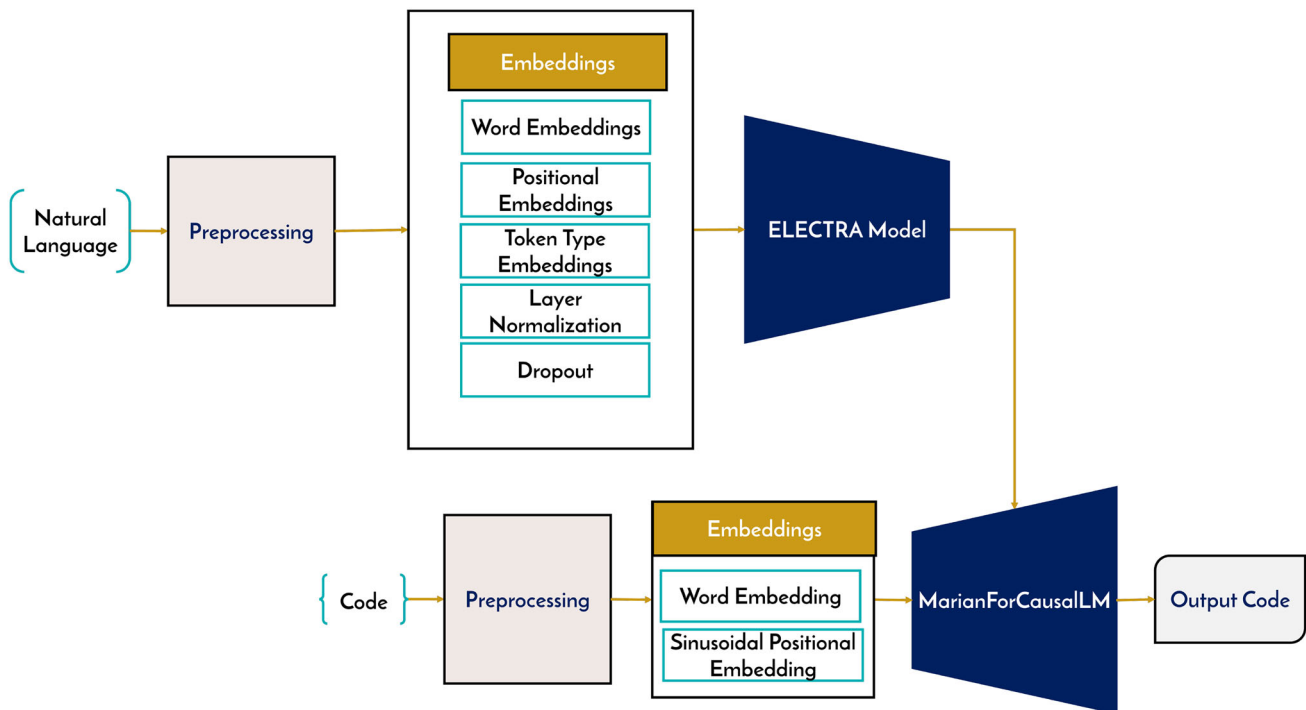 Embeddings
Word Embeddings
Positional
Embeddings
Token Type
Embeddings
Layer
Normalization
Dropout
Natural
Language
Preprocessing
ELECTRA Model
Embeddings
Code
Preprocessing
Word Embedding
Sinusoidal Positional
Embedding
MarianForCausalLM
Output Code